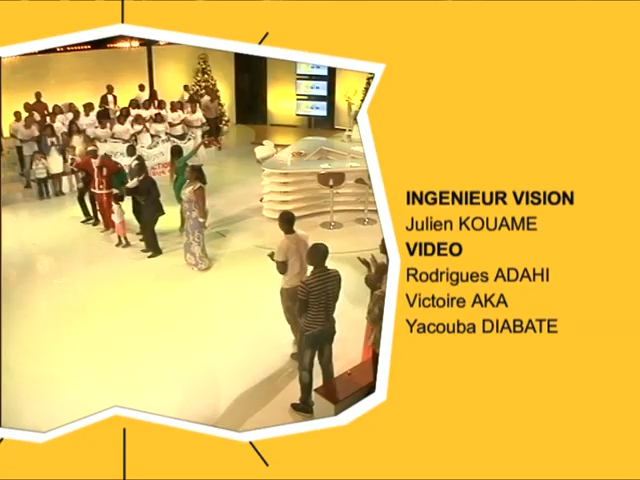 INGENIEUR VISION
Julien KOUAME
VIDEO
Rodrigues ADAHI
Victoire AKA
Yacouba DIABATE